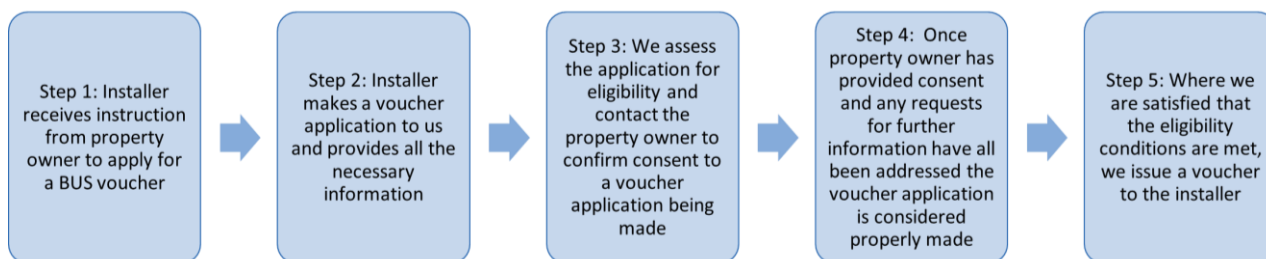 Step 1: Installer
receives instruction
from property
owner to apply for
a BUS voucher
Step 2: Installer
makes a voucher
application to us
and provides all the
necessary
information
Step 3: We assess
the application for
eligibility and
contact the
property owner to
confirm consent to
a voucher
application being
made
Step 4:  Once
property owner has
provided consent
and any requests
for further
information have all
been addressed the
voucher application
is considered
properly made
Step 5: Where we
are satisfied that
the eligibility
conditions are met,
we issue a voucher
to the installer